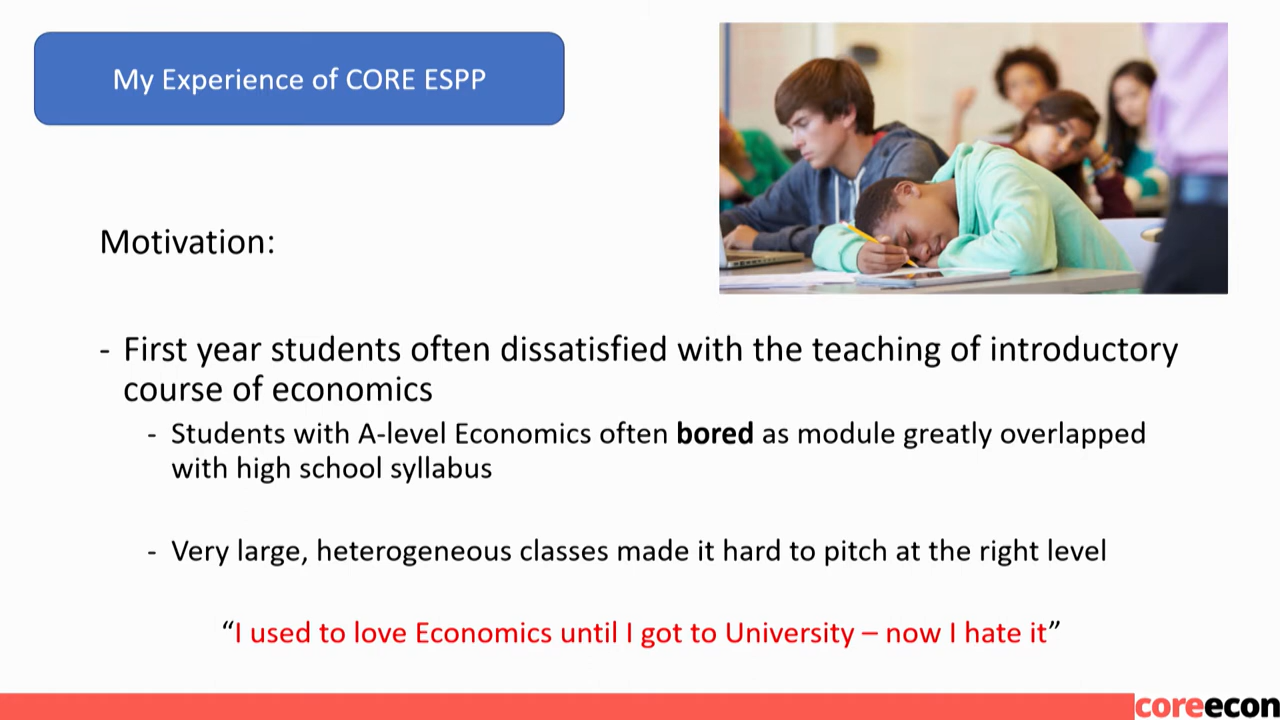 My Experience of CORE ESPP
Motivation:
- First year students often dissatisfied with the teaching of introductory
course of economics
- Students with A-level Economics often bored as module greatly overlapped
with high school syllabus
- Very large, heterogeneous classes made it hard to pitch at the right level
“I used to love Economics until I got to University – now I hate it”
coreecon